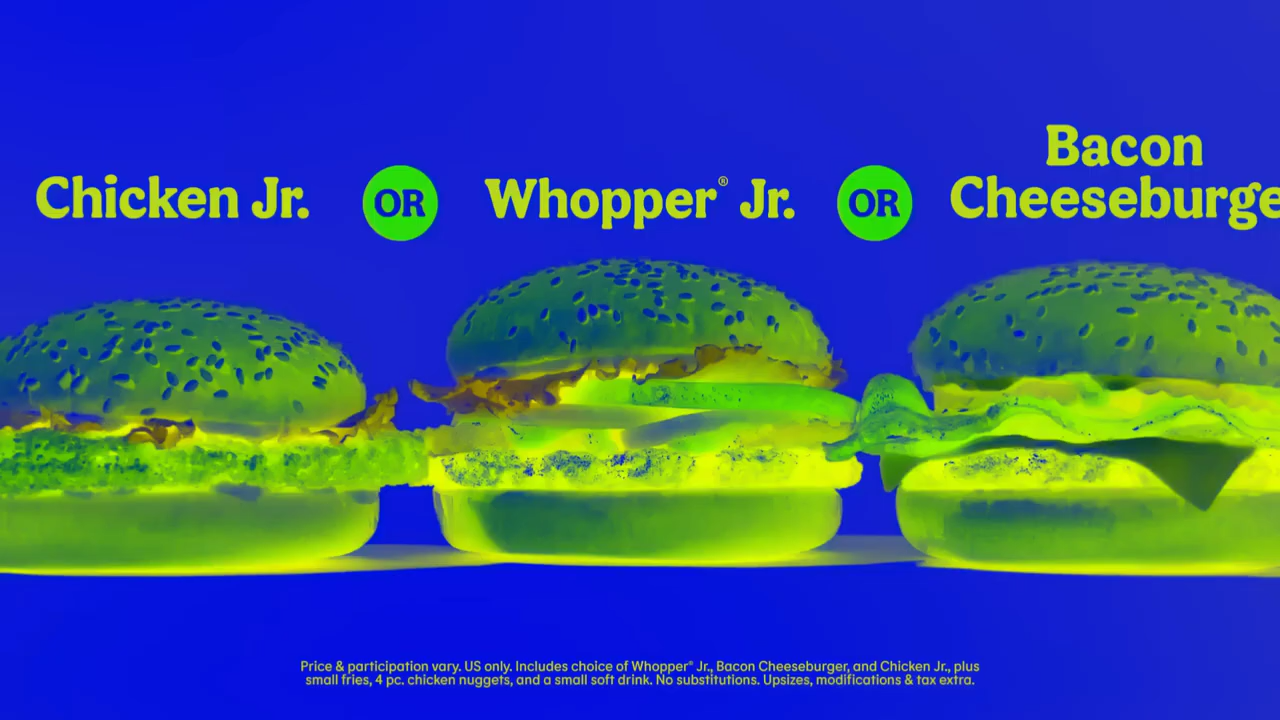 Chicken Jr.
OR
Whopper® Jr.
OR
Bacon
Cheeseburge
Price & participation vary. US only. Includes choice of Whopper® Jr., Bacon Cheeseburger, and Chicken Jr., plus
small fries, 4 pc. chicken nuggets, and a small soft drink. No substitutions. Upsizes, modifications & tax extra.